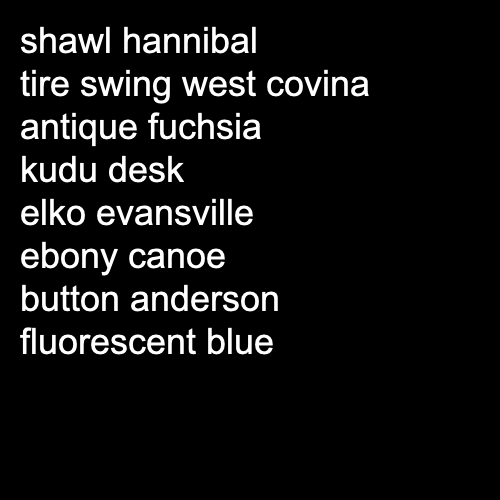 shawl hannibal
tire swing west covina
antique fuchsia
kudu desk
elko evansville
ebony canoe
button anderson
fluorescent blue